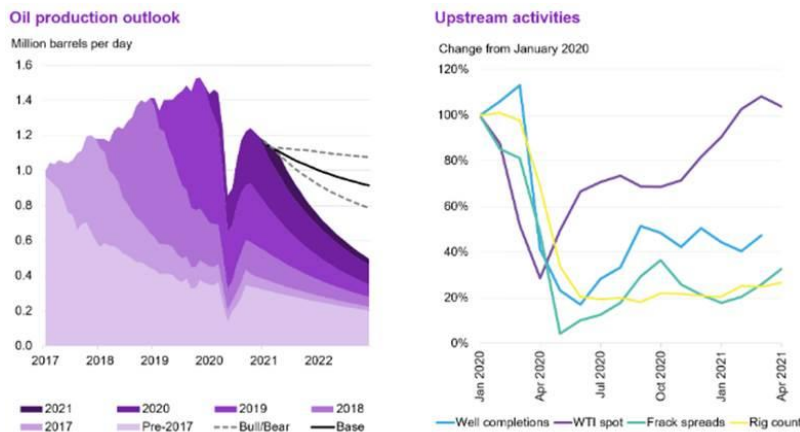 Oil production outlook
Million barrels per day
1.6
1.4
1.2
1.0
0.8
0.6
0.4
0.2
0.0
2017 2018 2019 2020 2021 2022
2021 2020 2019 2018
2017 Pre-2017 Bull/Bear Base
Upstream activities
Change from January 2020
120%
100%
80%
60%
40%
20%
0%
Jan 2020 Apr 2020 Jul 2020 Oct 2020 Jan 2021 Apr 2021
Well completions WTI spot Frack spreads Rig count